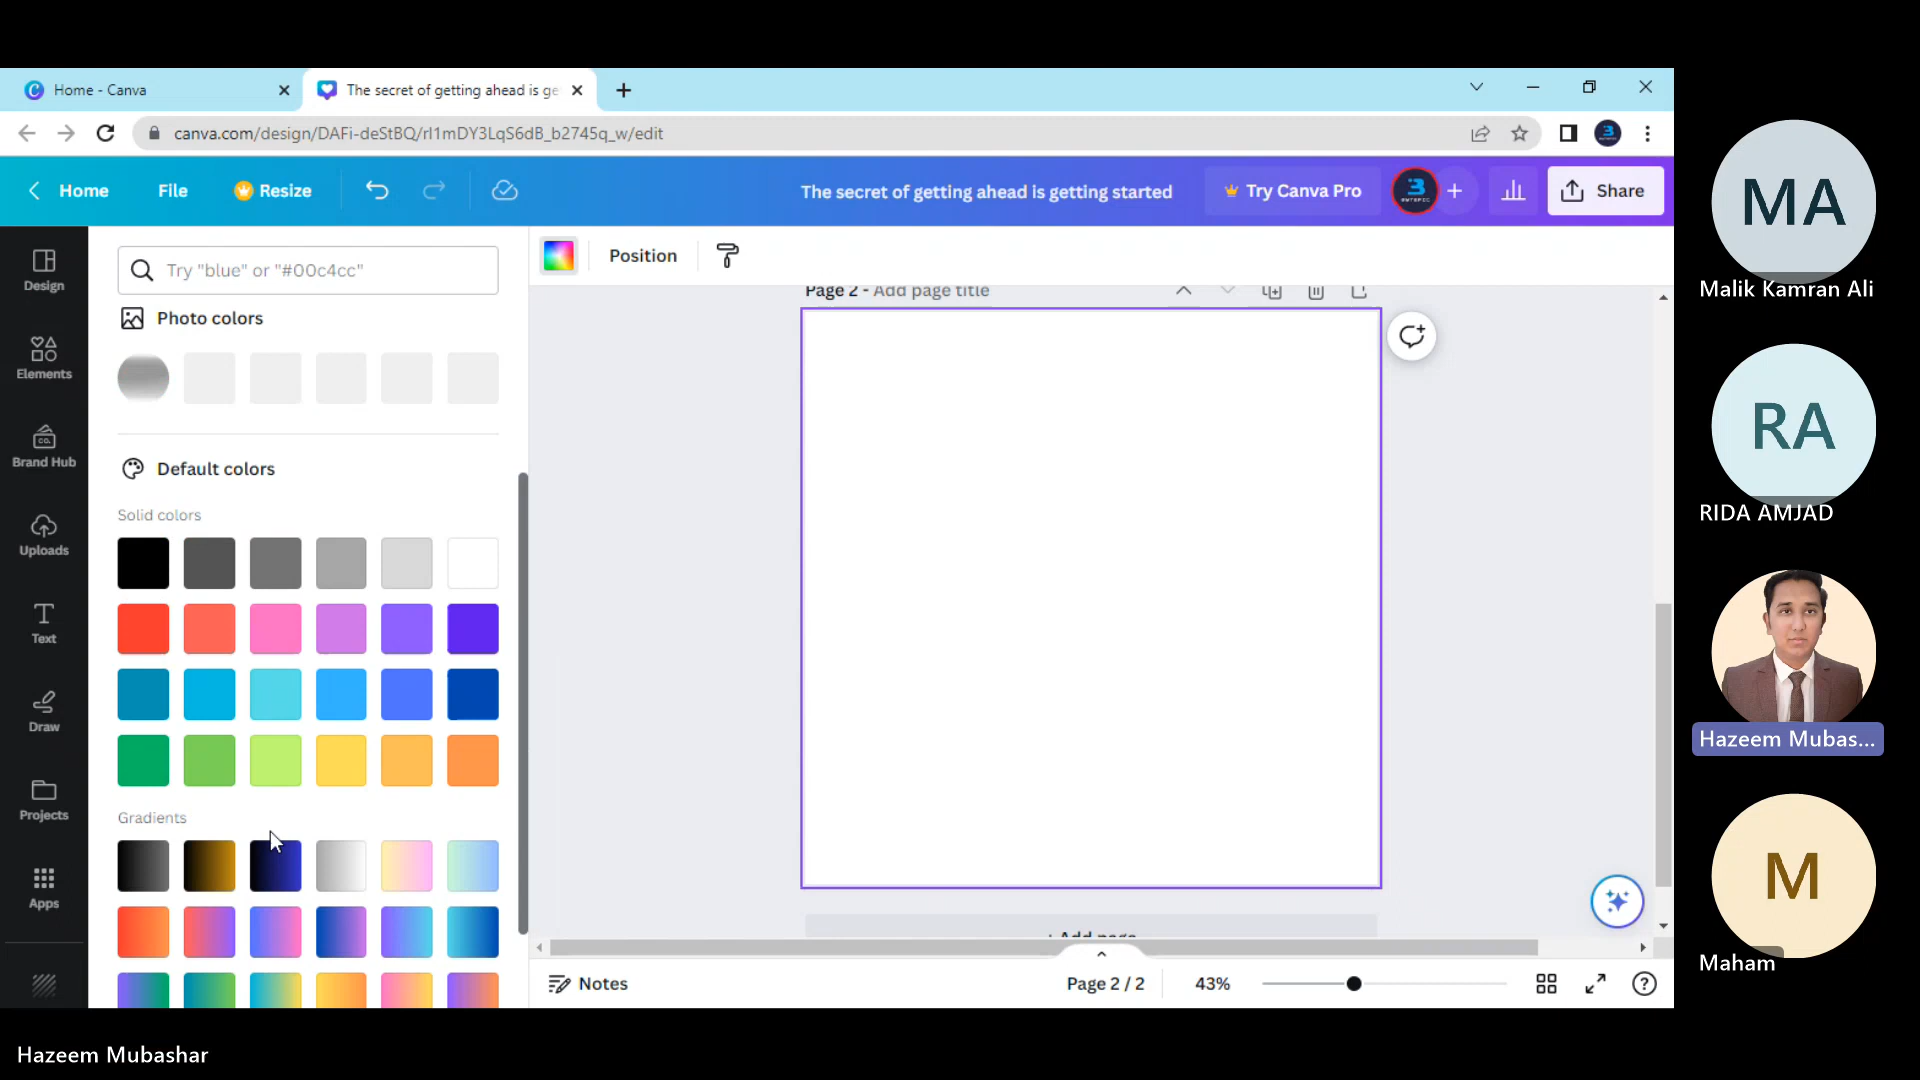 Home - Canva
The secret of getting ahead is ge
canva.com/design/DAFi-deStBQ/rI1mDY3LqS6dB_b2745q_w/edit
Home
File
Resize
The secret of getting ahead is getting started
Try Canva Pro
Share
Design
Elements
Brand Hub
Uploads
Text
Draw
Projects
Apps
Try "blue" or "#00c4cc"
Photo colors
Default colors
Solid colors
Gradients
Position
Page 2 - Add page title
+ Add page
Notes
Page 2 / 2
43%
MA
Malik Kamran Ali
RA
RIDA AMJAD
Hazeem Mubas...
M
Maham
Hazeem Mubashar